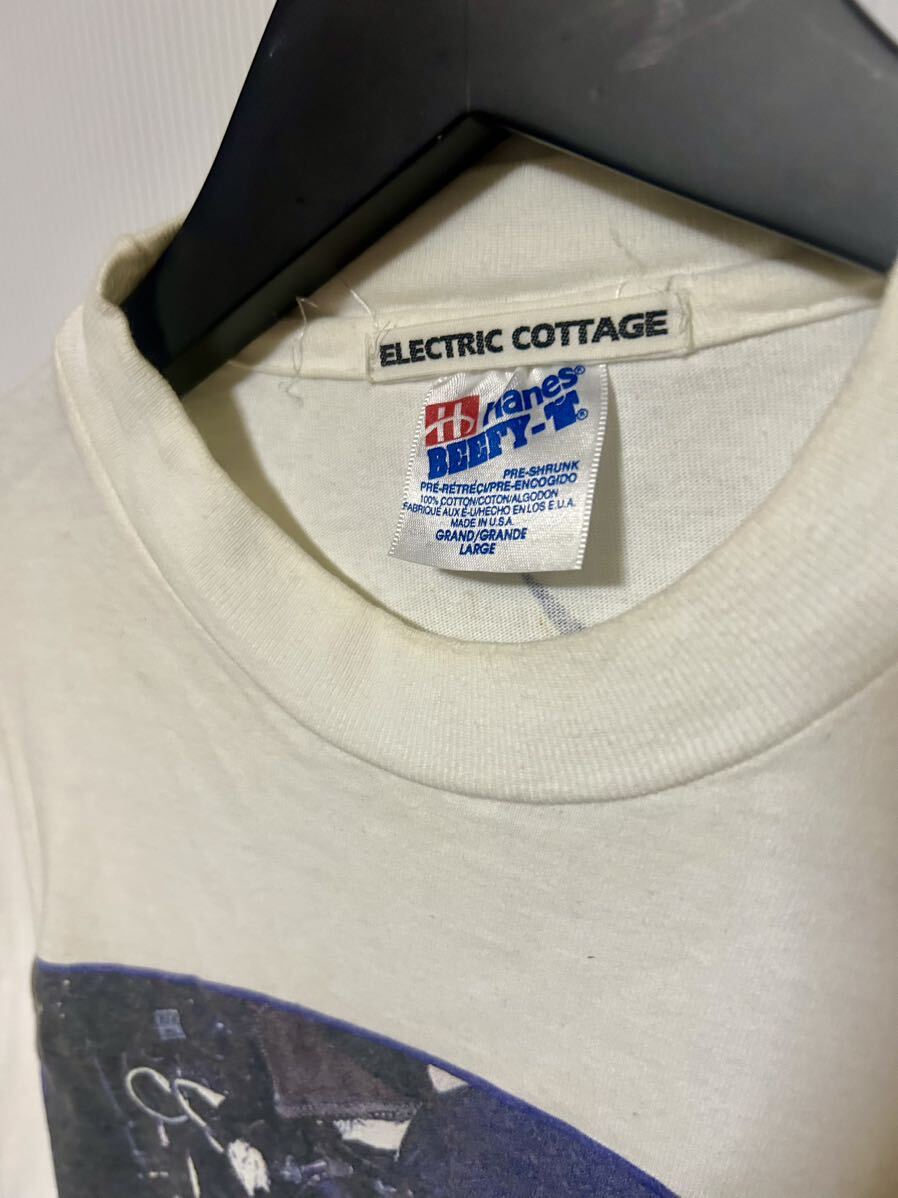 ELECTRIC COTTAGE
H Hanes®
BEEFY-T®
PRE-SHRUNK
PRÉ-RÉTRÉCI/PRE-ENCOGIDO
100% COTTON/COTON/ALGODON
FABRIQUE AUX E-U/HECHO EN LOS E.U.A.
MADE IN U.S.A.
GRAND/GRANDE
LARGE